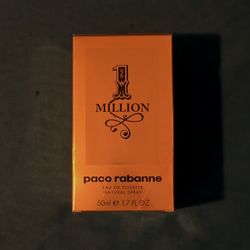 1
MILLION
paco rabanne
EAU DE TOILETTE
NATURAL SPRAY
50ml ℮ 1.7 FL.OZ.